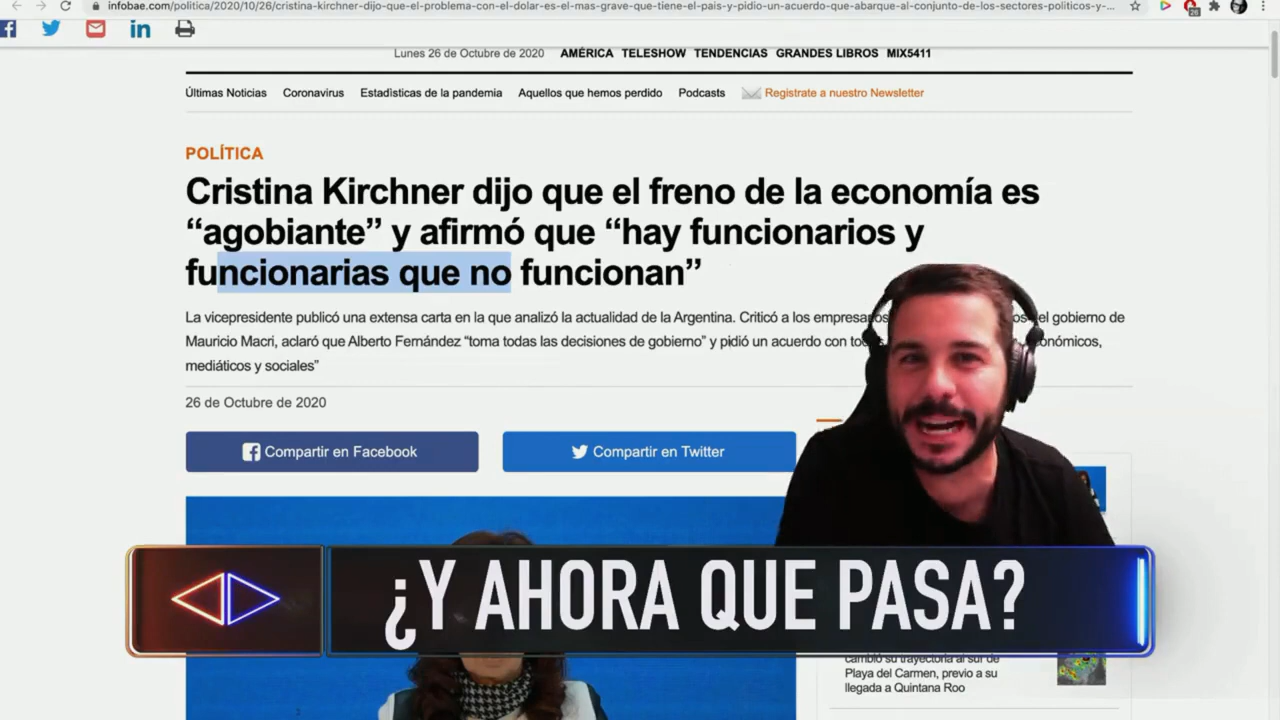 infobae.com/politica/2020/10/26/cristina-kirchner-dijo-que-el-problema-con-el-dolar-es-el-mas-grave-que-tiene-el-pais-y-pidio-un-acuerdo-que-abarque-al-conjunto-de-los-sectores-politicos-y-...
26
Lunes 26 de Octubre de 2020 AMÉRICA TELESHOW TENDENCIAS GRANDES LIBROS MIX5411
Últimas Noticias Coronavirus Estadísticas de la pandemia Aquellos que hemos perdido Podcasts Registrate a nuestro Newsletter
POLÍTICA
Cristina Kirchner dijo que el freno de la economía es
“agobiante” y afirmó que “hay funcionarios y
funcionarias que no funcionan”
La vicepresidente publicó una extensa carta en la que analizó la actualidad de la Argentina. Criticó a los empresarios del gobierno de
Mauricio Macri, aclaró que Alberto Fernández “toma todas las decisiones de gobierno” y pidió un acuerdo con
mediáticos y sociales”
26 de Octubre de 2020
Compartir en Facebook Compartir en Twitter
¿Y AHORA QUE PASA?
cambió su trayectoria al sur de
Playa del Carmen, previo a su
llegada a Quintana Roo